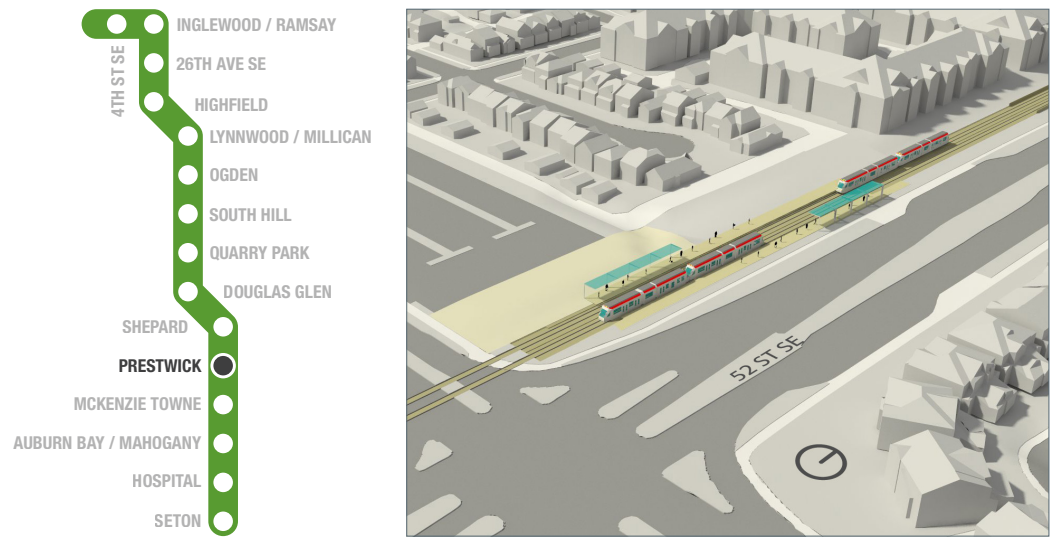 4TH ST SE
INGLEWOOD / RAMSAY
26TH AVE SE
HIGHFIELD
LYNNWOOD / MILLICAN
OGDEN
SOUTH HILL
QUARRY PARK
DOUGLAS GLEN
SHEPARD
PRESTWICK
MCKENZIE TOWNE
AUBURN BAY / MAHOGANY
HOSPITAL
SETON
52 ST SE